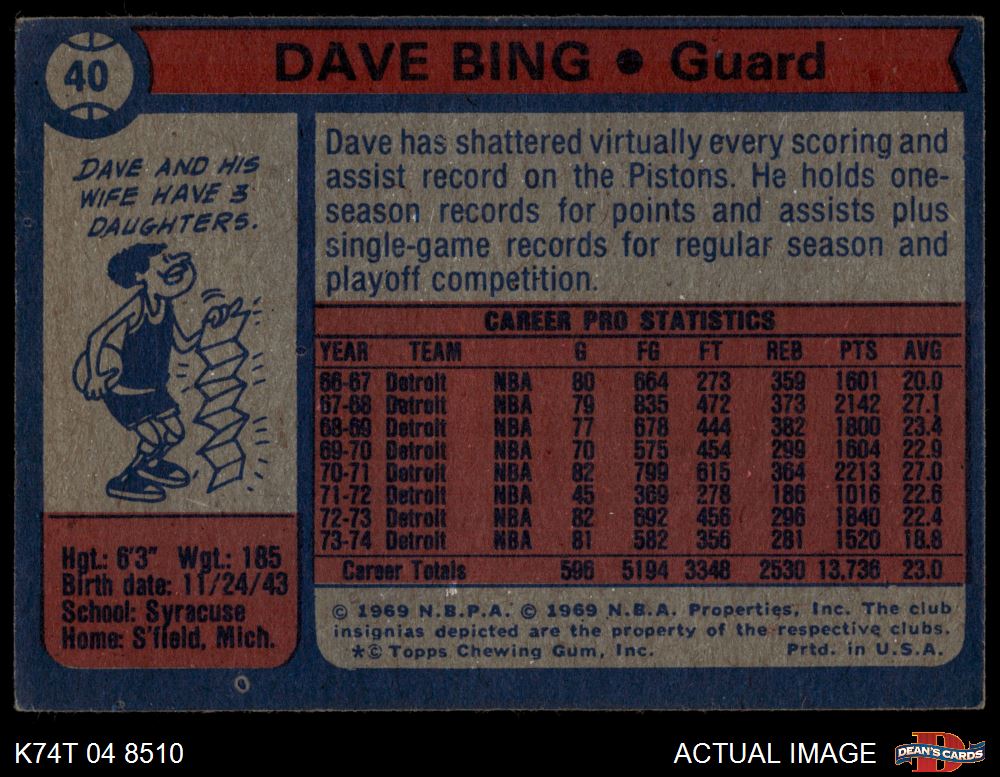 40
DAVE BING • Guard
DAVE AND HIS
WIFE HAVE 3
DAUGHTERS.
Hgt.: 6'3" Wgt.: 185
Birth date: 11/24/43
School: Syracuse
Home: S'field, Mich.
Dave has shattered virtually every scoring and
assist record on the Pistons. He holds one-
season records for points and assists plus
single-game records for regular season and
playoff competition.
CAREER PRO STATISTICS
YEAR TEAM G FG FT REB PTS AVG
66-67 Detroit NBA 80 664 273 359 1601 20.0
67-68 Detroit NBA 79 835 472 373 2142 27.1
68-69 Detroit NBA 77 678 444 382 1800 23.4
69-70 Detroit NBA 70 575 454 299 1604 22.9
70-71 Detroit NBA 82 799 615 364 2213 27.0
71-72 Detroit NBA 45 369 278 186 1016 22.6
72-73 Detroit NBA 82 692 456 296 1840 22.4
73-74 Detroit NBA 81 582 356 281 1520 18.8
Career Totals 596 5194 3348 2530 13,736 23.0
© 1969 N.B.P.A. © 1969 N.B.A. Properties, Inc. The club
insignias depicted are the property of the respective clubs.
*© Topps Chewing Gum, Inc. Prtd. in U.S.A.
K74T 04 8510
ACTUAL IMAGE
DEAN'S CARDS